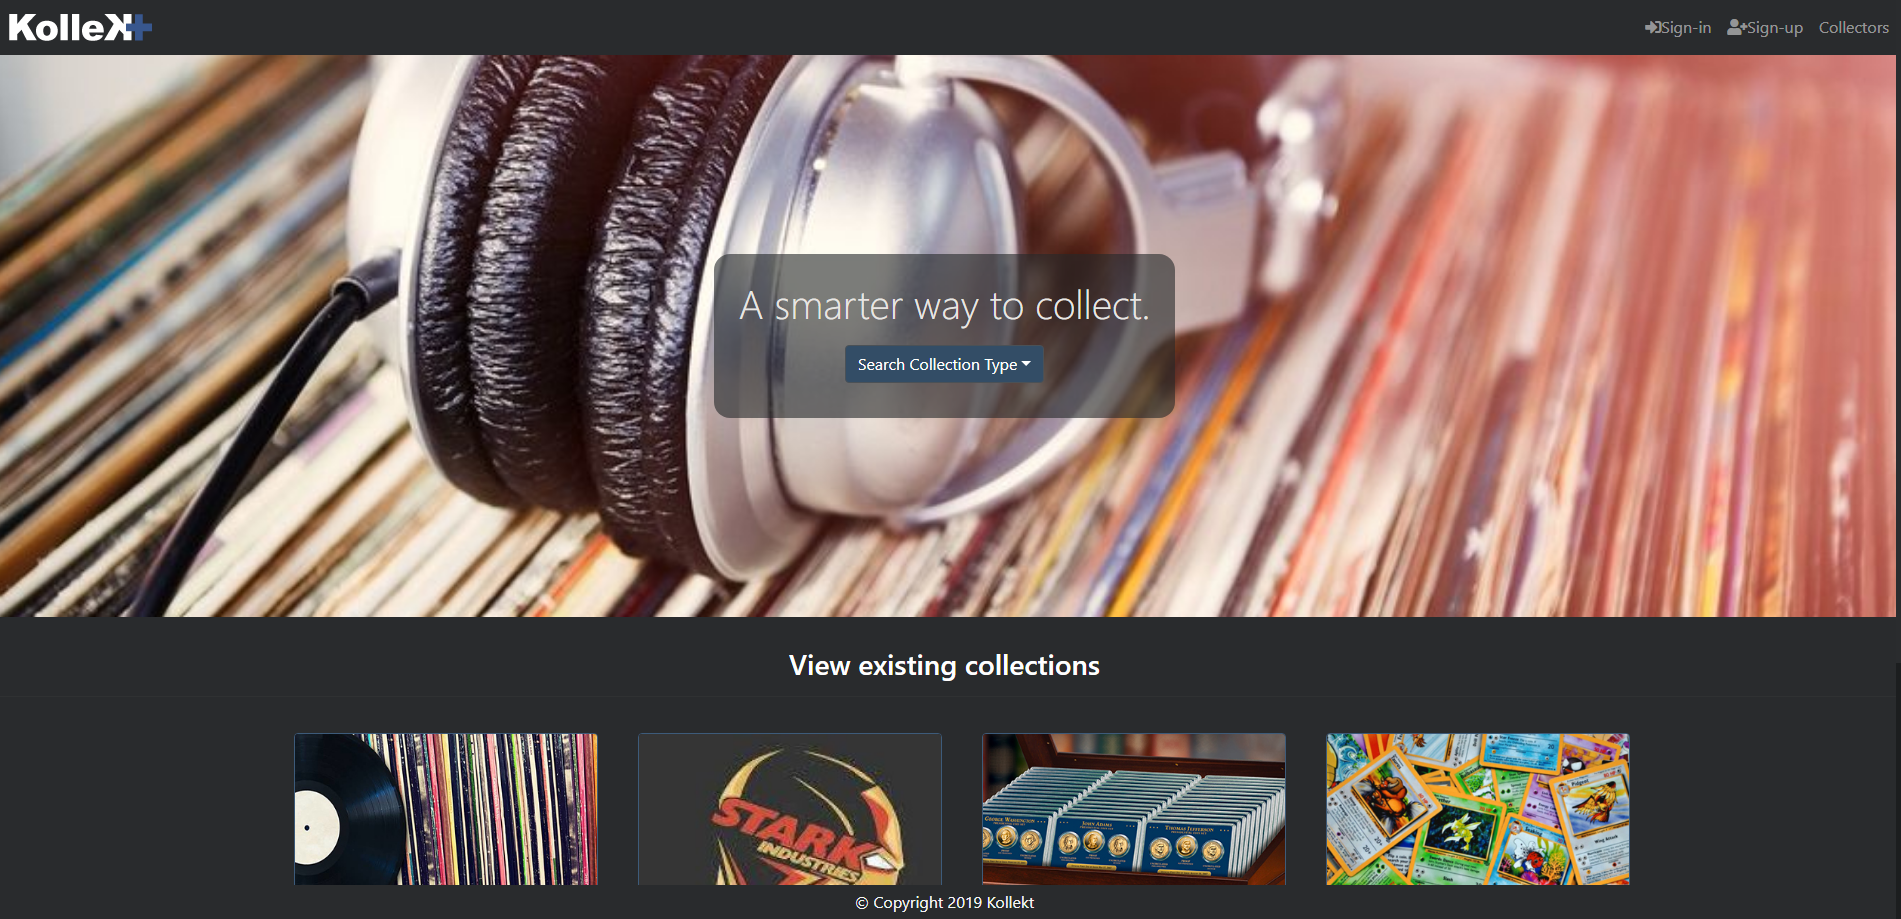 KolleK+
Sign-in Sign-up Collectors
A smarter way to collect.
Search Collection Type
View existing collections
STARK
INDUSTRIES
GEORGE WASHINGTON
JOHN ADAMS
THOMAS JEFFERSON
© Copyright 2019 Kollekt